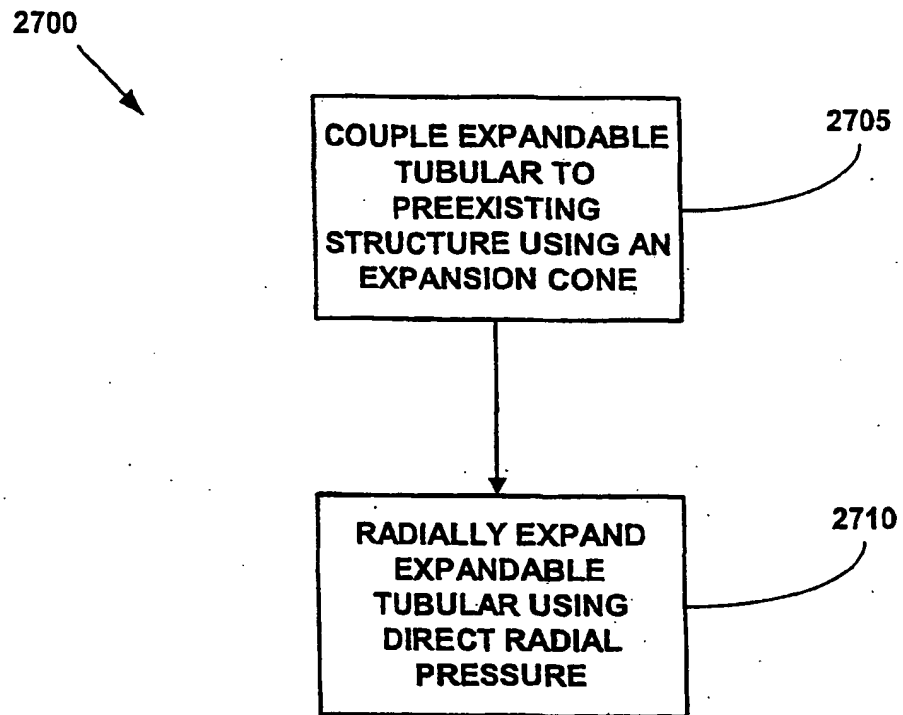 2700
COUPLE EXPANDABLE
TUBULAR TO
PREEXISTING
STRUCTURE USING AN
EXPANSION CONE
2705
RADIALLY EXPAND
EXPANDABLE
TUBULAR USING
DIRECT RADIAL
PRESSURE
2710